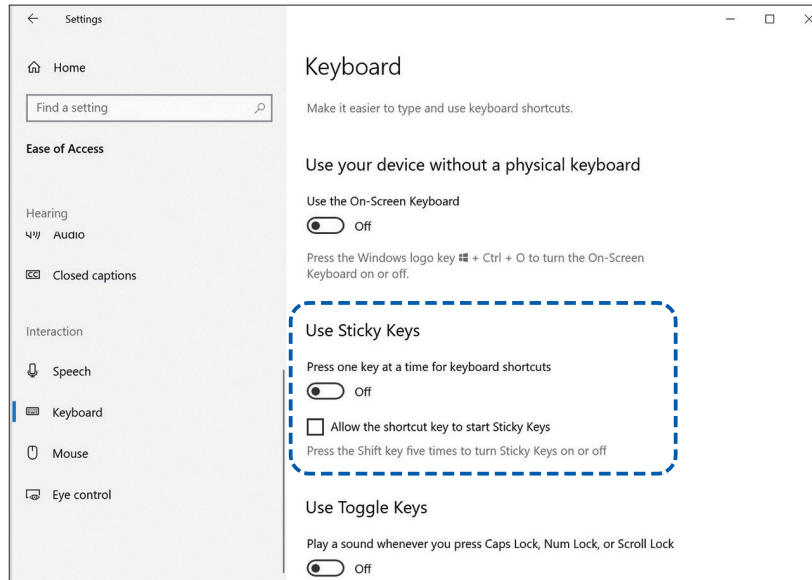 Settings
Home
Find a setting
Ease of Access
Hearing
Audio
Closed captions
Interaction
Speech
Keyboard
Mouse
Eye control
Keyboard
Make it easier to type and use keyboard shortcuts.
Use your device without a physical keyboard
Use the On-Screen Keyboard
Off
Press the Windows logo key + Ctrl + O to turn the On-Screen
Keyboard on or off.
Use Sticky Keys
Press one key at a time for keyboard shortcuts
Off
Allow the shortcut key to start Sticky Keys
Press the Shift key five times to turn Sticky Keys on or off
Use Toggle Keys
Play a sound whenever you press Caps Lock, Num Lock, or Scroll Lock
Off